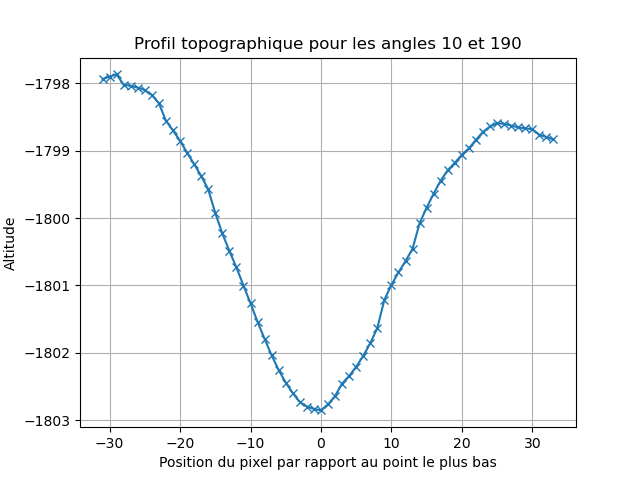 Profil topographique pour les angles 10 et 190
−1798
−1799
−1800
−1801
−1802
−1803
Altitude
−30 −20 −10 0 10 20 30
Position du pixel par rapport au point le plus bas